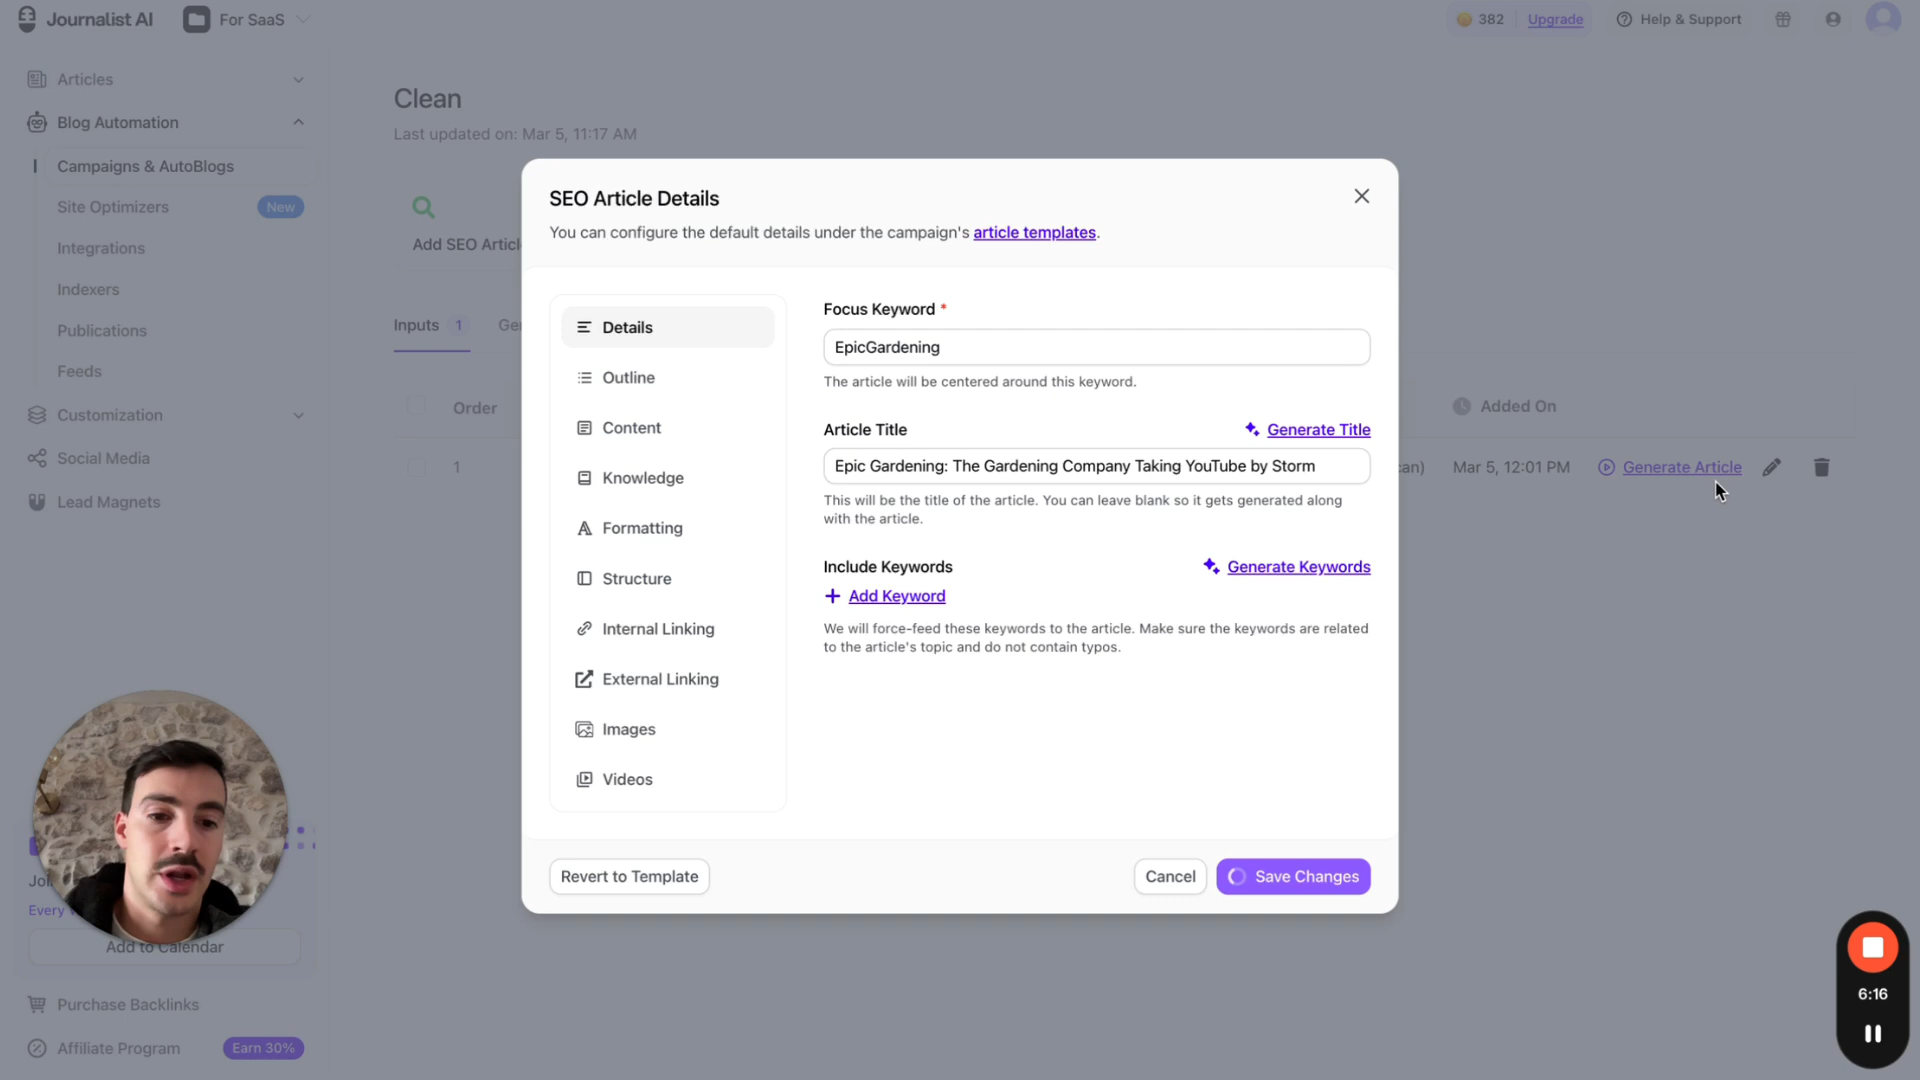 Journalist AI
For SaaS
382
Upgrade
Help & Support
Articles
Blog Automation
Campaigns & AutoBlogs
Site Optimizers
New
Integrations
Indexers
Publications
Feeds
Customization
Social Media
Lead Magnets
Clean
Last updated on: Mar 5, 11:17 AM
Add SEO Articl
Inputs 1
Ge
Order
Added On
1
can)
Mar 5, 12:01 PM
Generate Article
SEO Article Details
You can configure the default details under the campaign's article templates.
Details
Outline
Content
Knowledge
Formatting
Structure
Internal Linking
External Linking
Images
Videos
Focus Keyword *
EpicGardening
The article will be centered around this keyword.
Article Title
Generate Title
Epic Gardening: The Gardening Company Taking YouTube by Storm
This will be the title of the article. You can leave blank so it gets generated along
with the article.
Include Keywords
Generate Keywords
Add Keyword
We will force-feed these keywords to the article. Make sure the keywords are related
to the article's topic and do not contain typos.
Revert to Template
Cancel
Save Changes
Joi
Every
Add to Calendar
Purchase Backlinks
Affiliate Program
Earn 30%
6:16